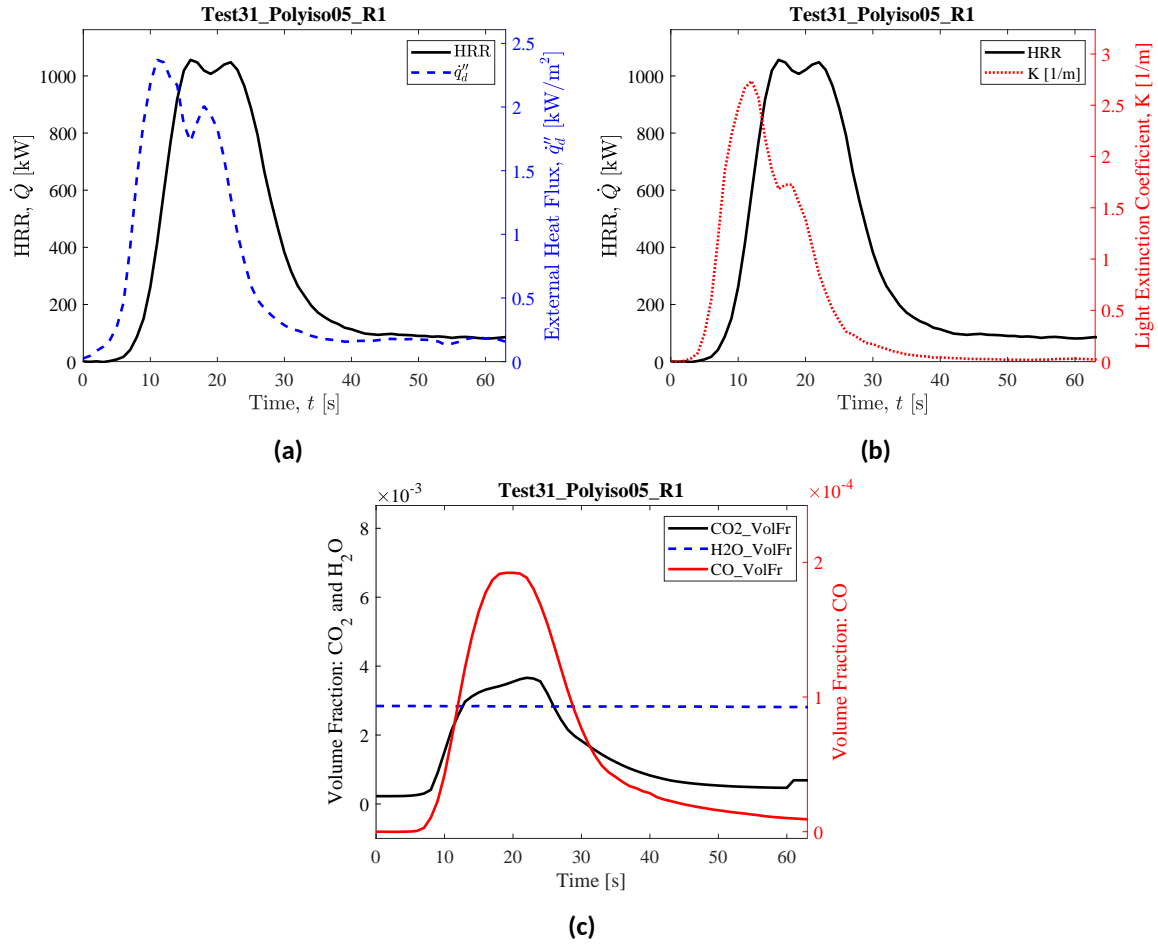 Test31_Polyiso05_R1
HRR
q̇″_d
HRR, Q̇ [kW]
External Heat Flux, q̇″_d [kW/m²]
0
200
400
600
800
1000
0
0.5
1
1.5
2
2.5
0 10 20 30 40 50 60
Time, t [s]
(a)
Test31_Polyiso05_R1
HRR
K [1/m]
HRR, Q̇ [kW]
Light Extinction Coefficient, K [1/m]
0
200
400
600
800
1000
0
0.5
1
1.5
2
2.5
3
0 10 20 30 40 50 60
Time, t [s]
(b)
Test31_Polyiso05_R1
×10⁻³
×10⁻⁴
CO2_VolFr
H2O_VolFr
CO_VolFr
Volume Fraction: CO₂ and H₂O
Volume Fraction: CO
0
2
4
6
8
0
1
2
0 10 20 30 40 50 60
Time [s]
(c)